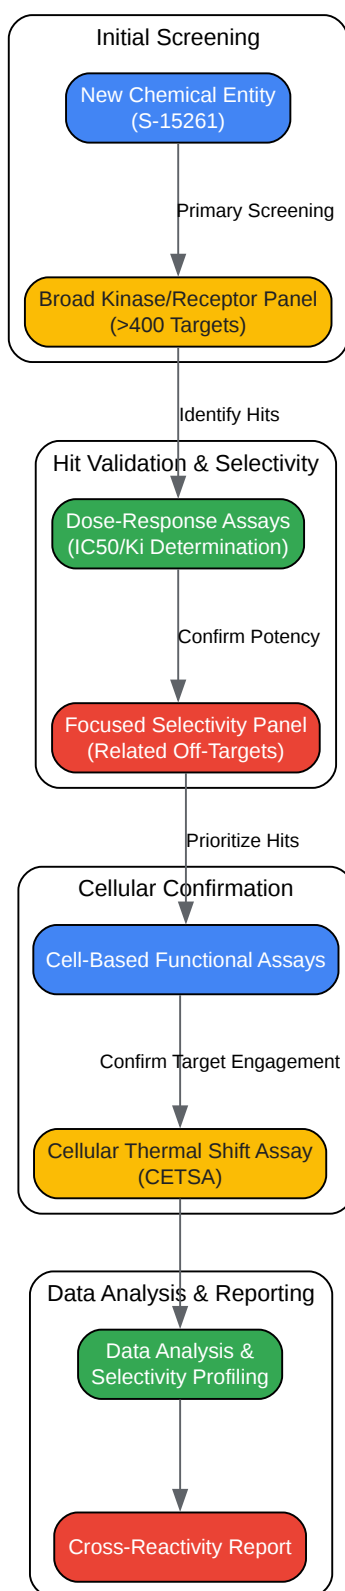 Initial Screening
New Chemical Entity
(S-15261)
Primary Screening
Broad Kinase/Receptor Panel
(>400 Targets)
Identify Hits
Hit Validation & Selectivity
Dose-Response Assays
(IC50/Ki Determination)
Confirm Potency
Focused Selectivity Panel
(Related Off-Targets)
Prioritize Hits
Cellular Confirmation
Cell-Based Functional Assays
Confirm Target Engagement
Cellular Thermal Shift Assay
(CETSA)
Data Analysis & Reporting
Data Analysis &
Selectivity Profiling
Cross-Reactivity Report